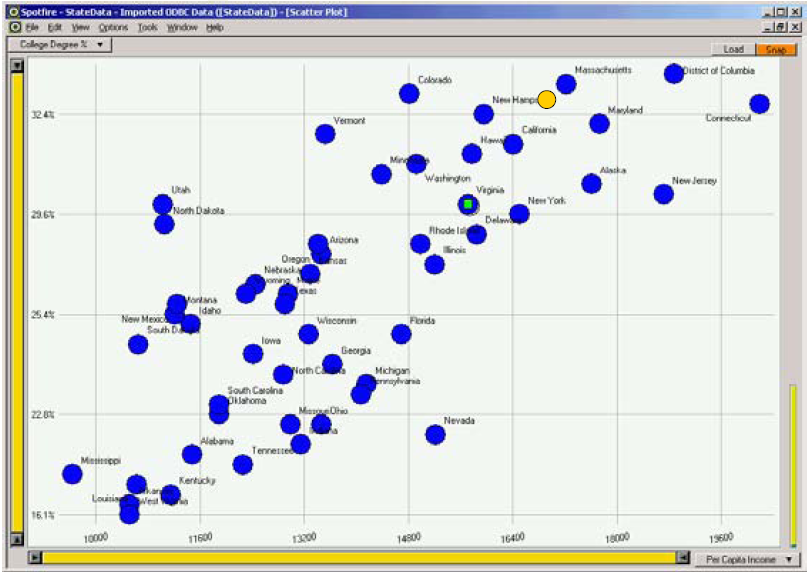 Spotfire - StateData - Imported ODBC Data ([StateData]) - [Scatter Plot]
File Edit View Options Tools Window Help
College Degree %
Load Snap
Massachusetts
District of Columbia
Colorado
New Hamp
32.4%
Connecticut
Maryland
Vermont
California
Hawaii
Washington
Alaska
New Jersey
Utah
Virginia
New York
North Dakota
29.6%
Delaware
Rhode Island
Arizona
Illinois
Oregon
Kansas
Nebraska
Montana
Texas
New Mexico
Idaho
25.4%
South Dakota
Wisconsin
Florida
Iowa
Georgia
North Carolina
Michigan
Pennsylvania
South Carolina
Oklahoma
22.8%
Missouri Ohio
Nevada
Alabama
Tennessee
Mississippi
Kentucky
Arkansas
Louisiana
West Virginia
16.1%
10000 11600 13200 14800 16400 18000 19600
Per Capita Income